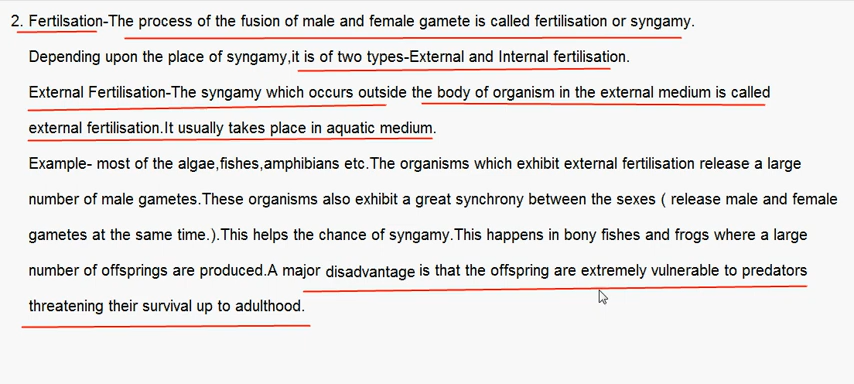 2. Fertilsation-The process of the fusion of male and female gamete is called fertilisation or syngamy.
Depending upon the place of syngamy,it is of two types-External and Internal fertilisation.
External Fertilisation-The syngamy which occurs outside the body of organism in the external medium is called
external fertilisation.It usually takes place in aquatic medium.
Example- most of the algae,fishes,amphibians etc.The organisms which exhibit external fertilisation release a large
number of male gametes.These organisms also exhibit a great synchrony between the sexes ( release male and female
gametes at the same time.).This helps the chance of syngamy.This happens in bony fishes and frogs where a large
number of offsprings are produced.A major disadvantage is that the offspring are extremely vulnerable to predators
threatening their survival up to adulthood.